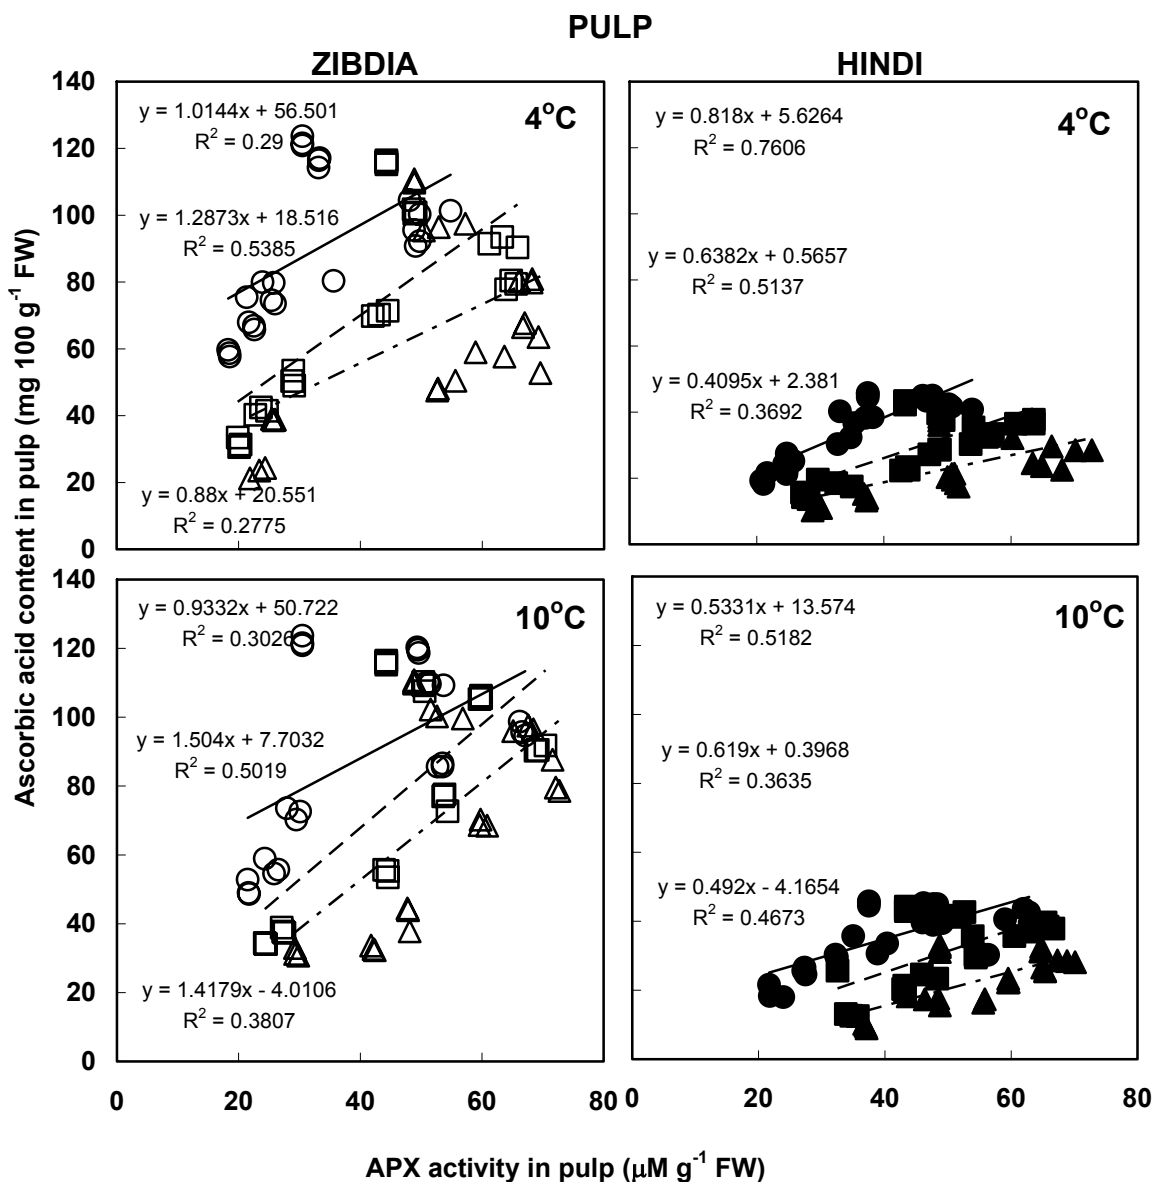 PULP
ZIBDIA
HINDI
140
120
100
80
60
40
20
0
y = 1.0144x + 56.501
R² = 0.29
4°C
y = 1.2873x + 18.516
R² = 0.5385
y = 0.88x + 20.551
R² = 0.2775
y = 0.818x + 5.6264
R² = 0.7606
4°C
y = 0.6382x + 0.5657
R² = 0.5137
y = 0.4095x + 2.381
R² = 0.3692
140
120
100
80
60
40
20
0
y = 0.9332x + 50.722
R² = 0.3026
10°C
y = 1.504x + 7.7032
R² = 0.5019
y = 1.4179x - 4.0106
R² = 0.3807
y = 0.5331x + 13.574
R² = 0.5182
10°C
y = 0.619x + 0.3968
R² = 0.3635
y = 0.492x - 4.1654
R² = 0.4673
0 20 40 60 80 0 20 40 60 80
Ascorbic acid content in pulp (mg 100 g⁻¹ FW)
APX activity in pulp (μM g⁻¹ FW)